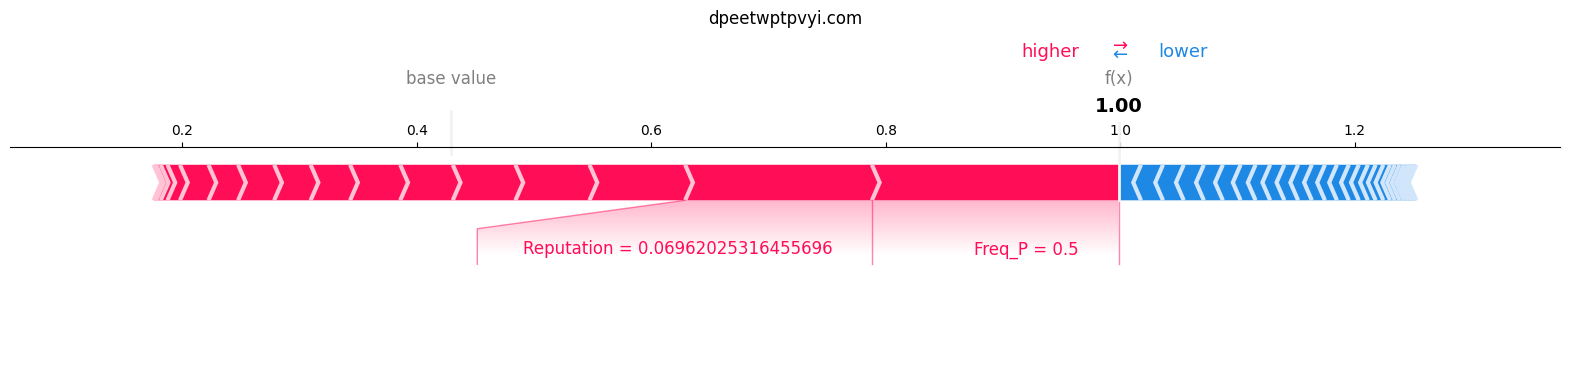 dpeetwptpvyi.com
higher ⇄ lower
base value
f(x)
1.00
0.2 0.4 0.6 0.8 1.0 1.2
Reputation = 0.06962025316455696
Freq_P = 0.5